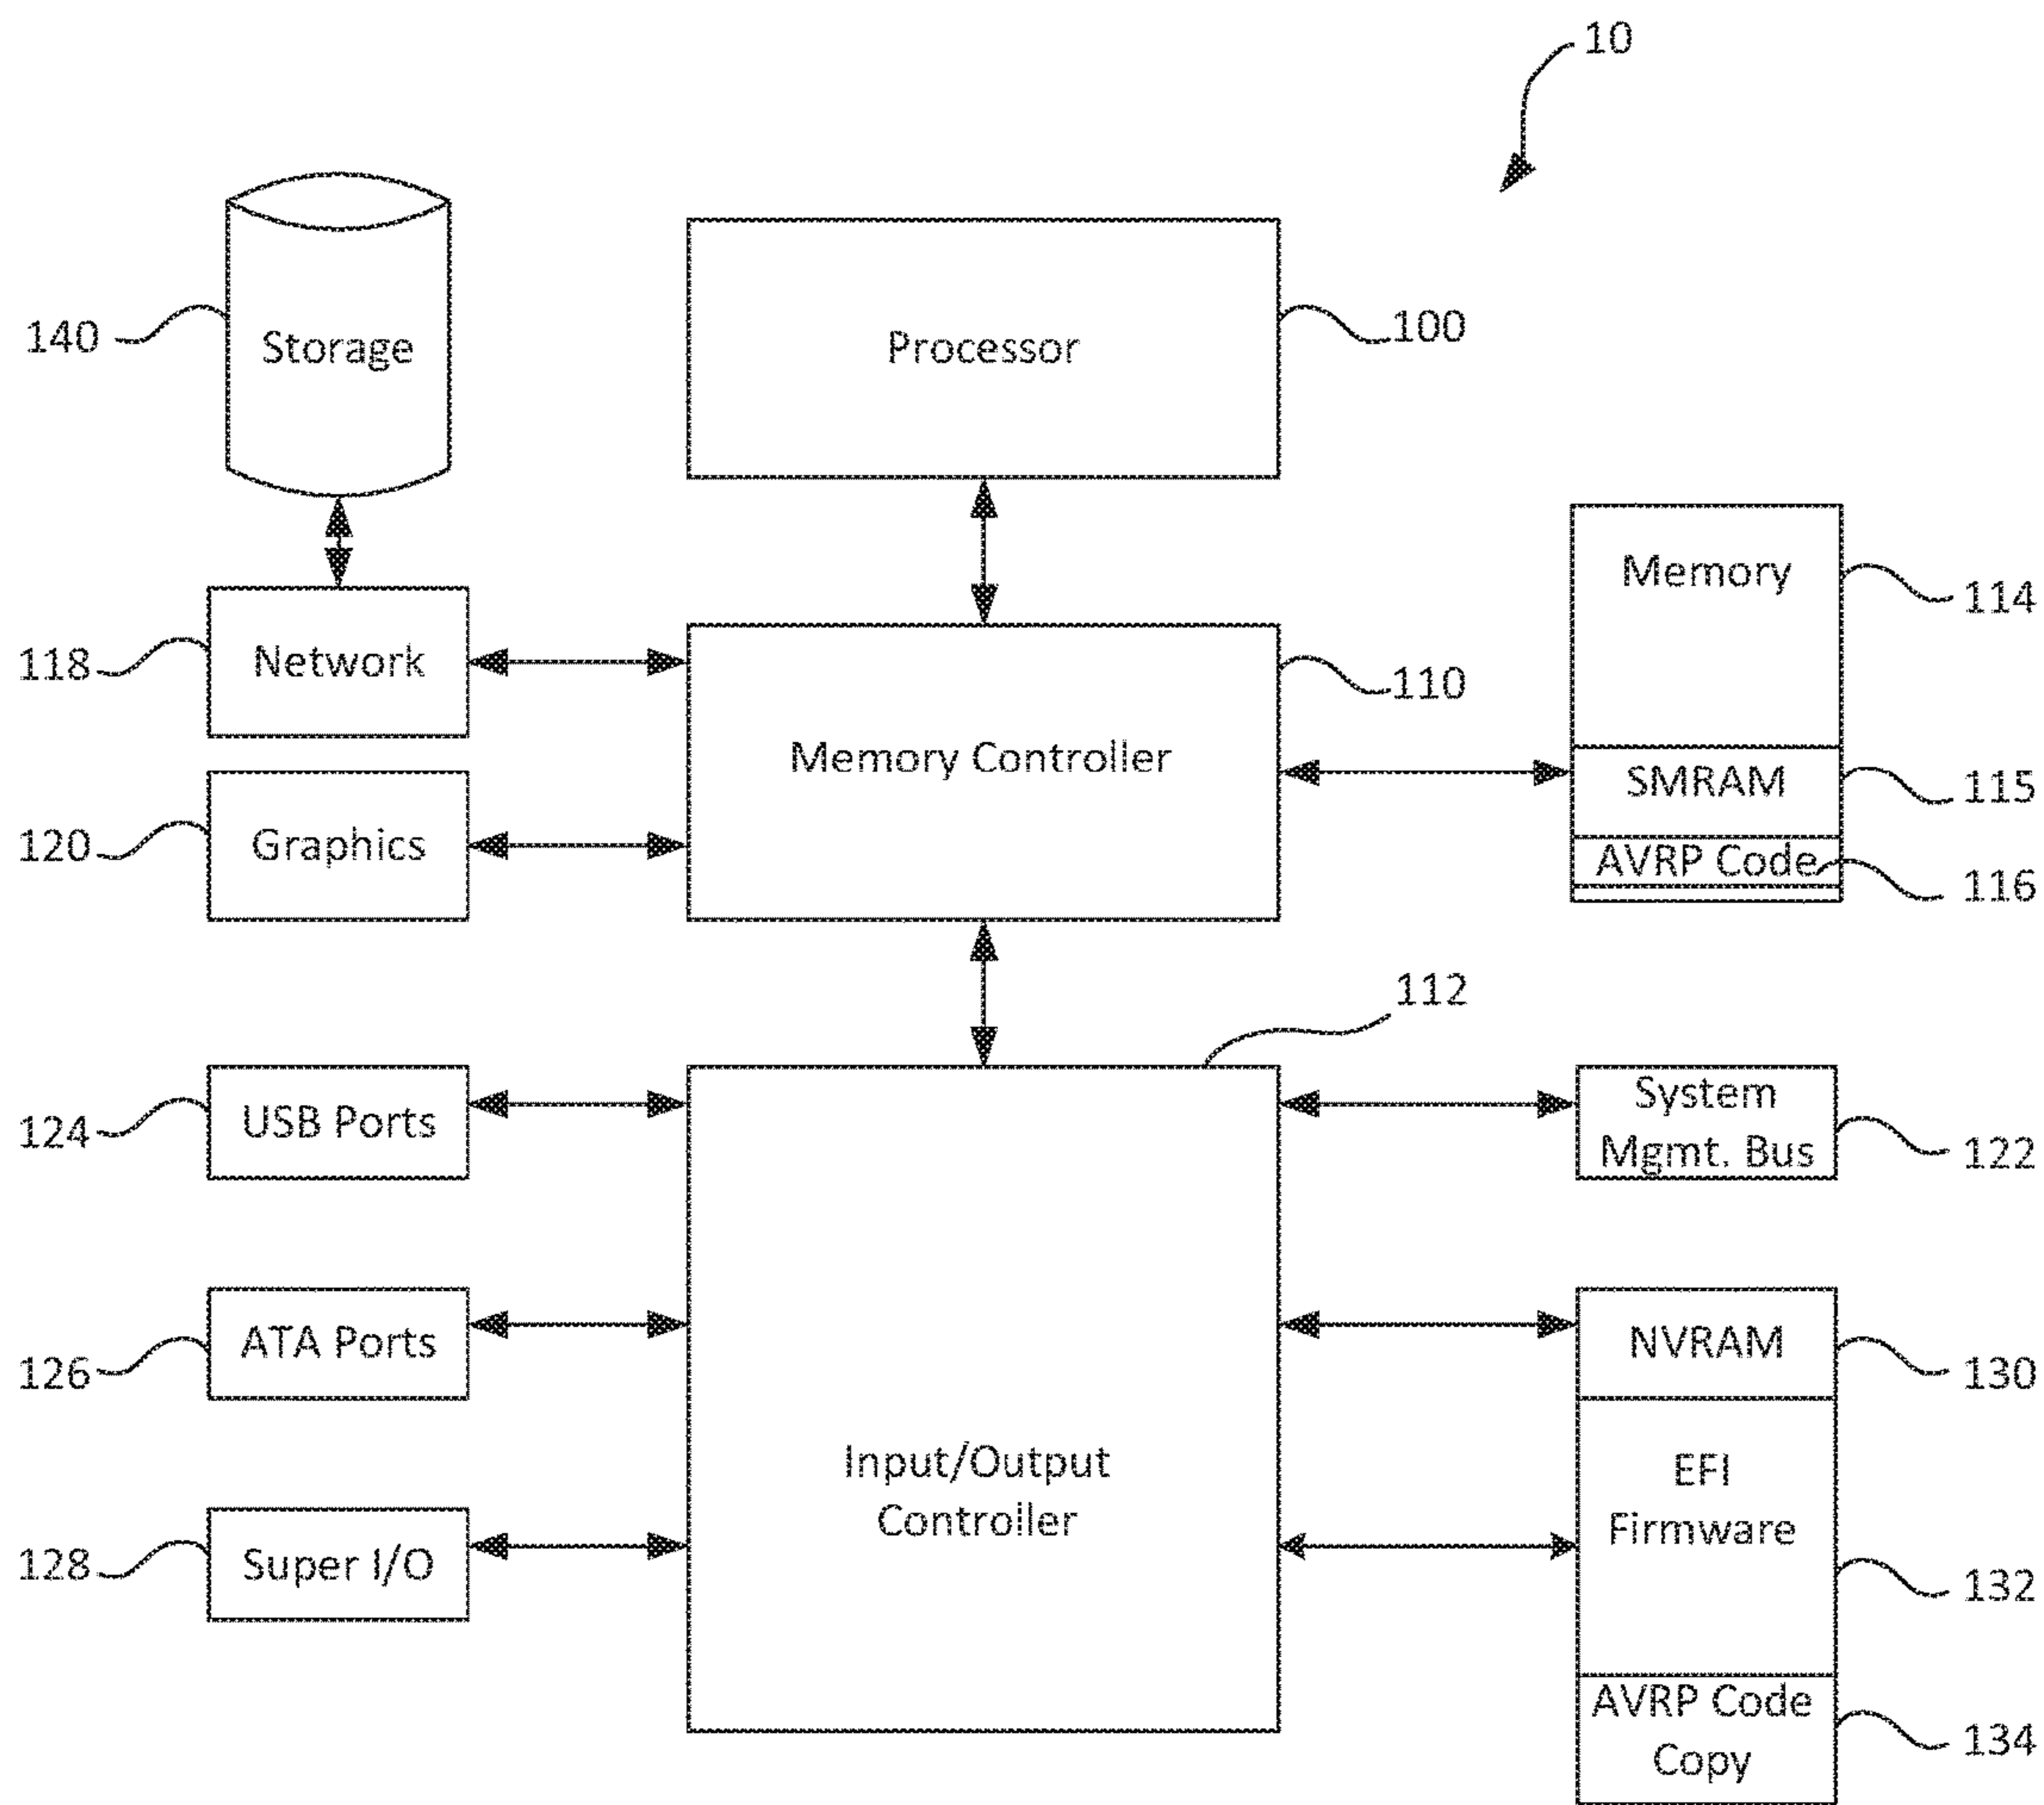 10
140
Storage
Processor
100
Memory
114
118
Network
110
Memory Controller
SMRAM
115
120
Graphics
AVRP Code
116
112
124
USB Ports
System
Mgmt. Bus
122
126
ATA Ports
NVRAM
130
Input/Output
Controller
EFI
Firmware
128
Super I/O
132
AVRP Code
Copy
134